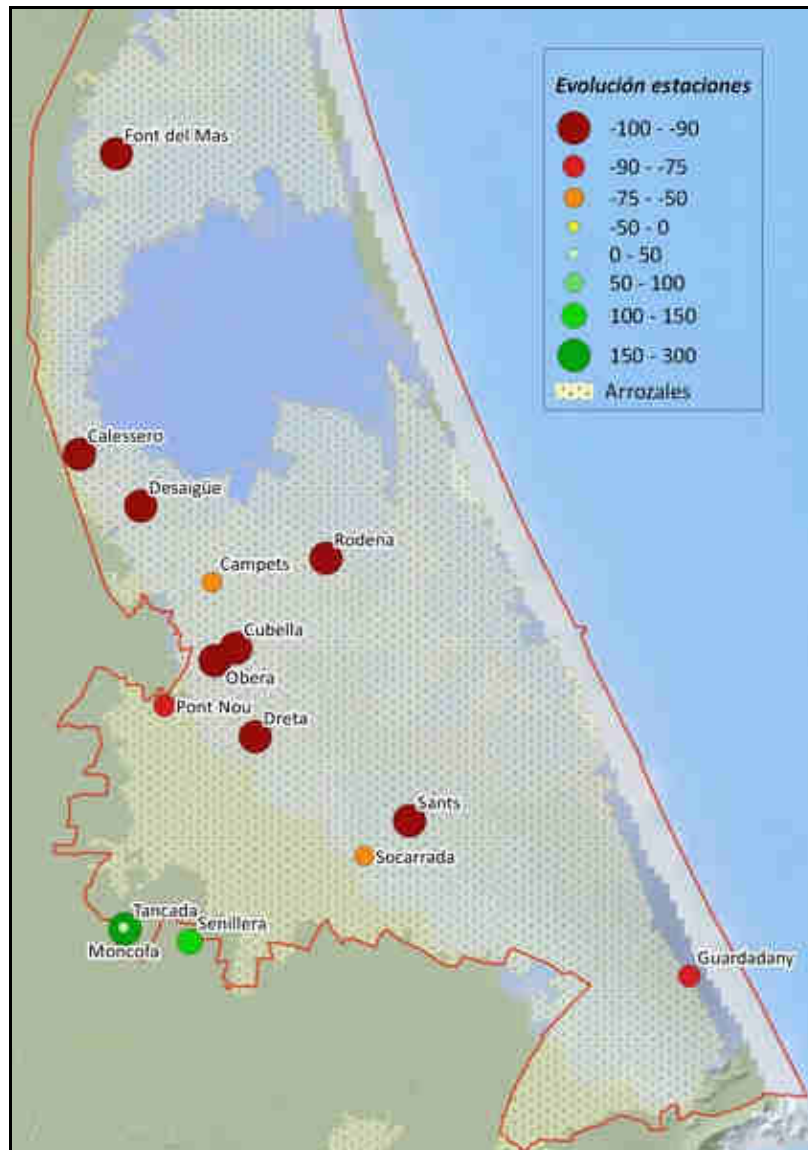 Evolución estaciones
-100 - -90
-90 - -75
-75 - -50
-50 - 0
0 - 50
50 - 100
100 - 150
150 - 300
Arrozales
Font del Mas
Calessero
Desaigüe
Rodena
Campets
Cubella
Obera
Pont Nou
Dreta
Sants
Socarrada
Tancada
Senillera
Moncofa
Guardadany